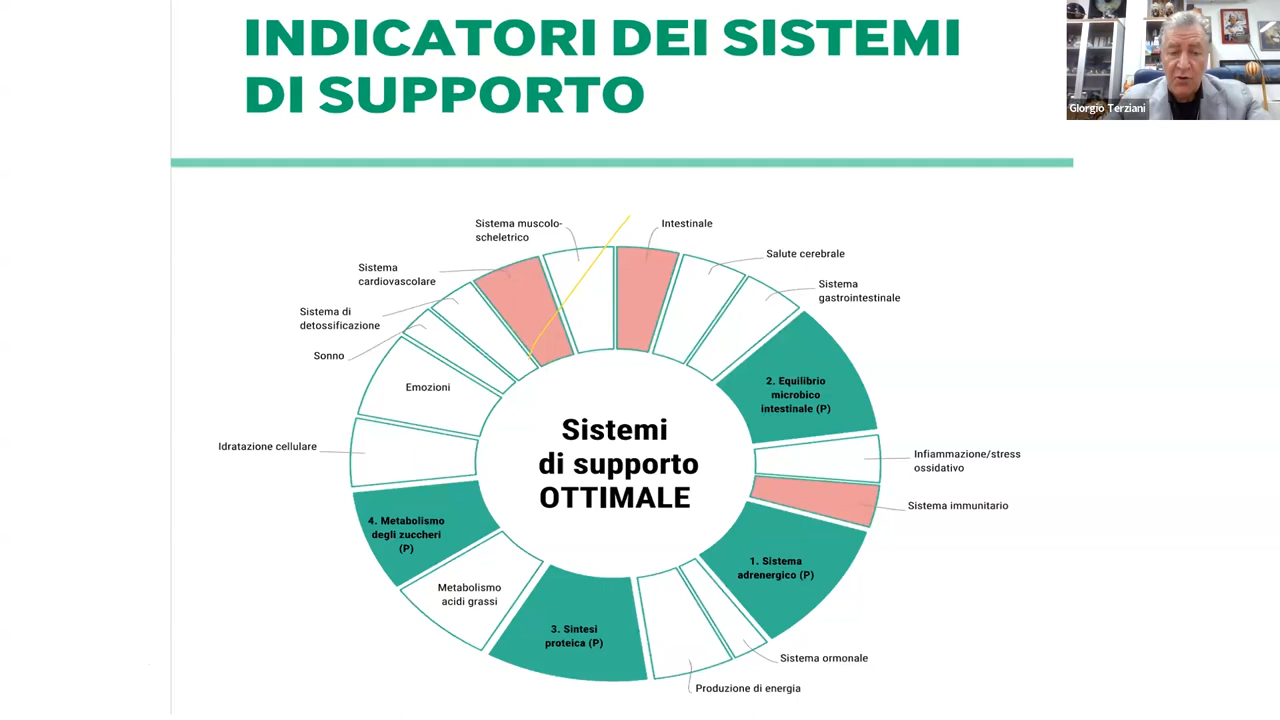 INDICATORI DEI SISTEMI
DI SUPPORTO
Giorgio Terziani
Sistema muscolo-
scheletrico
Intestinale
Salute cerebrale
Sistema
cardiovascolare
Sistema
gastrointestinale
Sistema di
detossificazione
Sonno
Emozioni
2. Equilibrio
microbico
intestinale (P)
Idratazione cellulare
Sistemi
di supporto
OTTIMALE
Infiammazione/stress
ossidativo
Sistema immunitario
4. Metabolismo
degli zuccheri
(P)
1. Sistema
adrenergico (P)
Metabolismo
acidi grassi
3. Sintesi
proteica (P)
Sistema ormonale
Produzione di energia